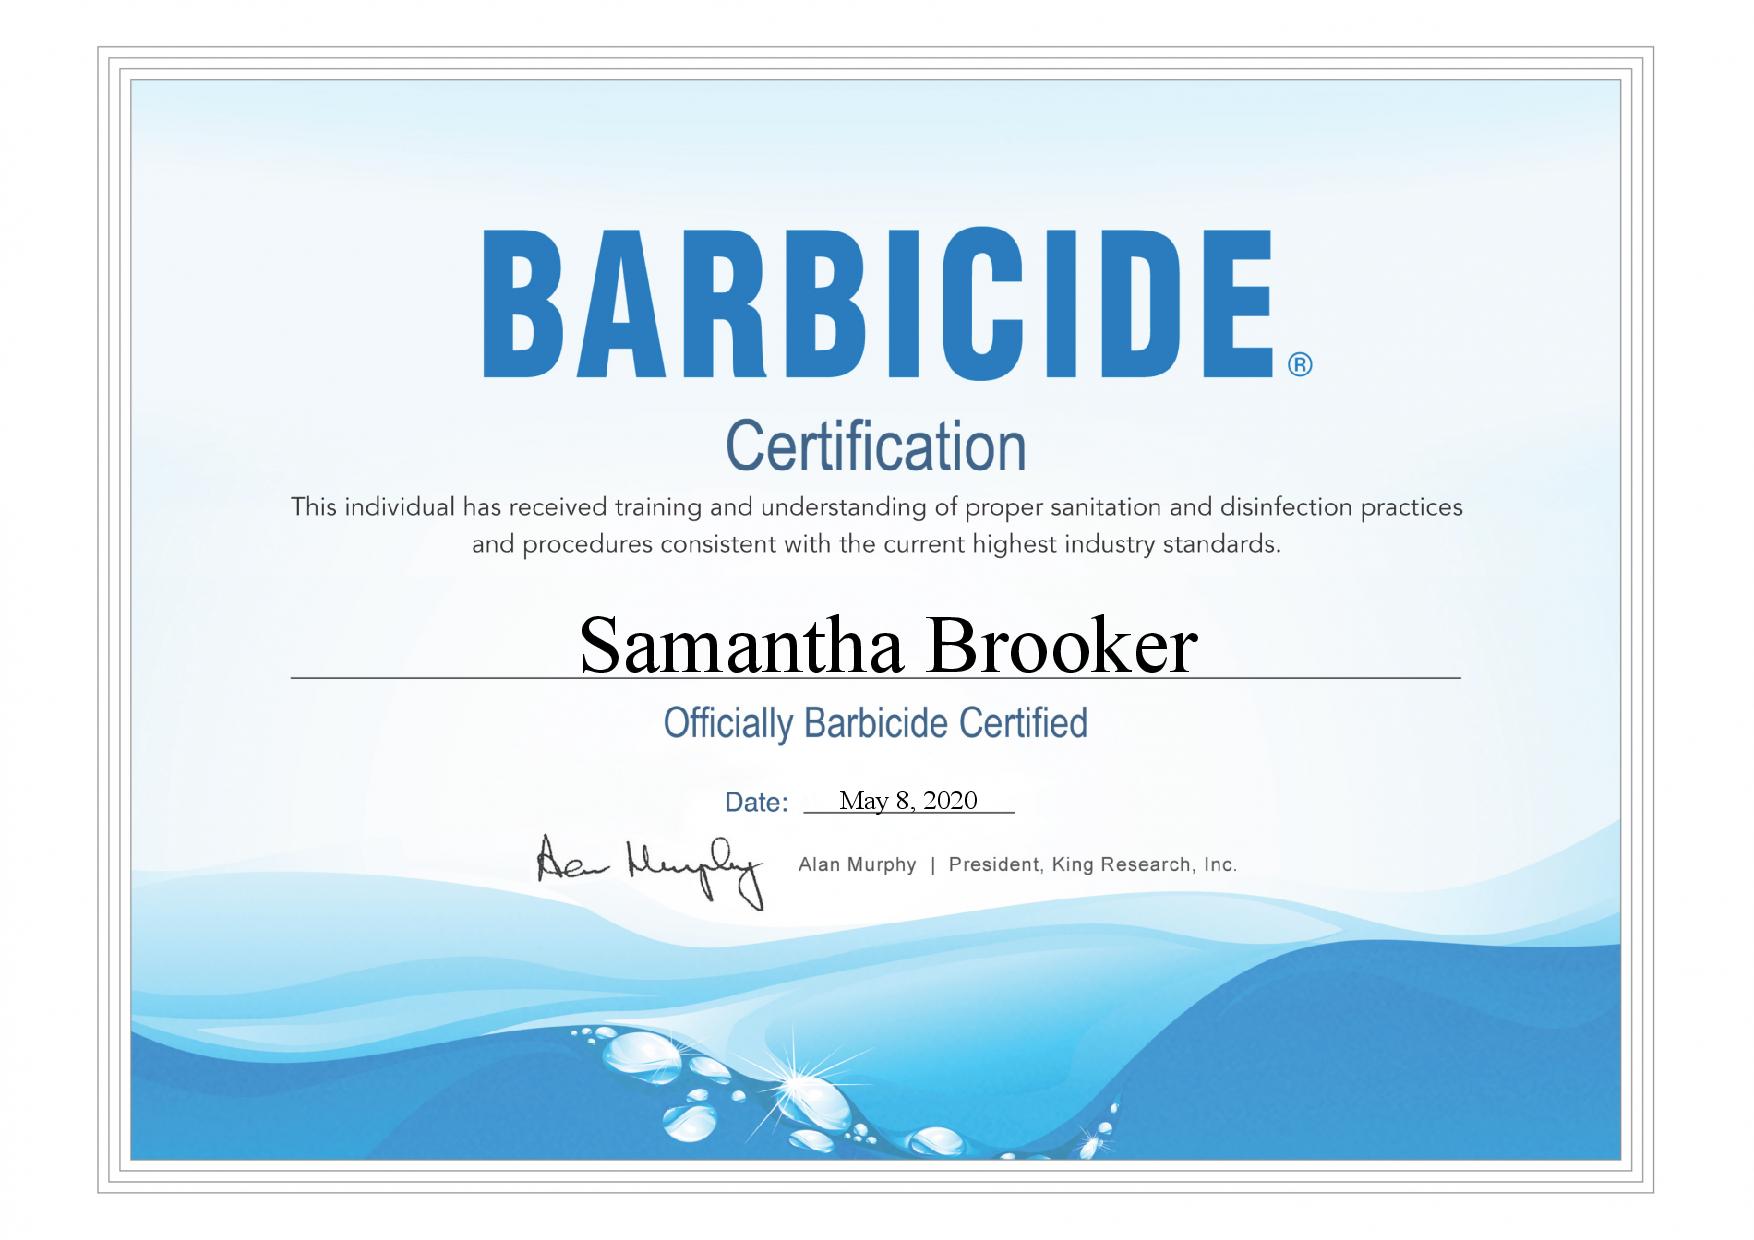 BARBICIDE®
Certification
This individual has received training and understanding of proper sanitation and disinfection practices
and procedures consistent with the current highest industry standards.
Samantha Brooker
Officially Barbicide Certified
Date: May 8, 2020
Alan Murphy Alan Murphy | President, King Research, Inc.